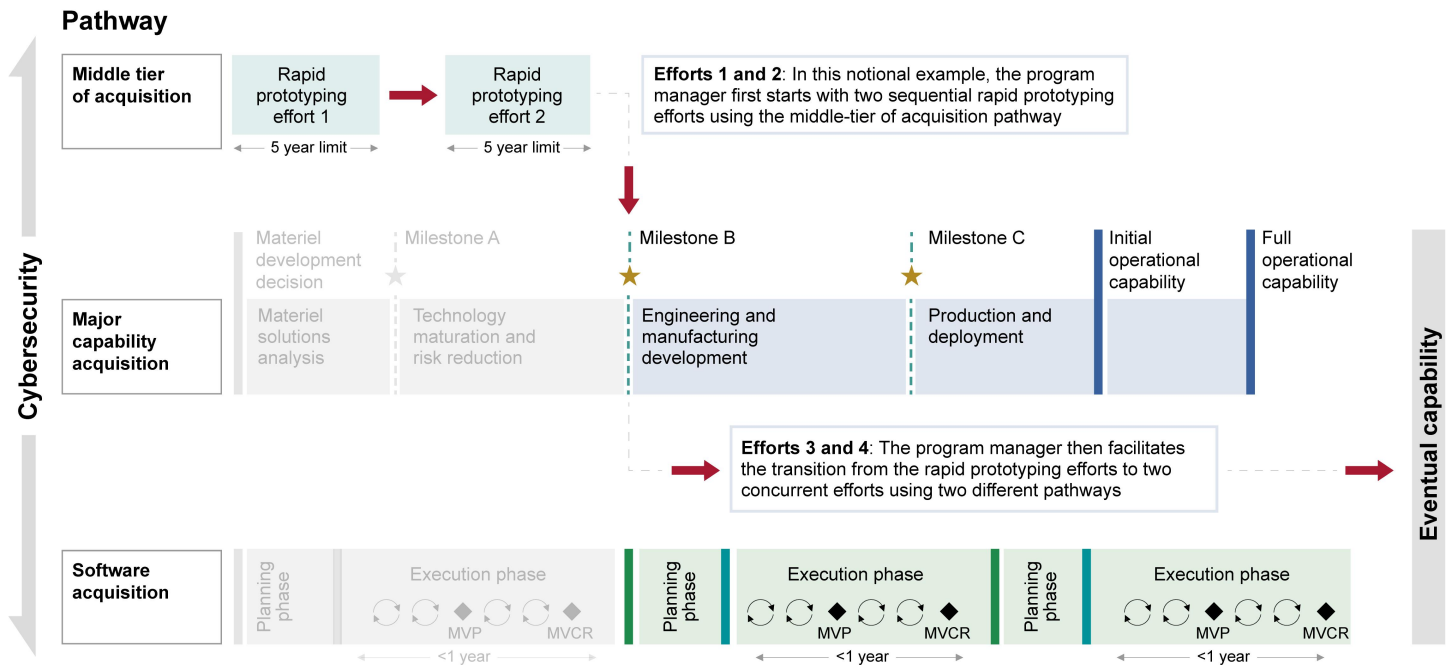 Pathway
Cybersecurity
Middle tier
of acquisition
Rapid
prototyping
effort 1
5 year limit
Rapid
prototyping
effort 2
5 year limit
Efforts 1 and 2: In this notional example, the program
manager first starts with two sequential rapid prototyping
efforts using the middle-tier of acquisition pathway
Major
capability
acquisition
Materiel
development
decision
Milestone A
Milestone B
Milestone C
Initial
operational
capability
Full
operational
capability
Materiel
solutions
analysis
Technology
maturation and
risk reduction
Engineering and
manufacturing
development
Production and
deployment
Efforts 3 and 4: The program manager then facilitates
the transition from the rapid prototyping efforts to two
concurrent efforts using two different pathways
Eventual capability
Software
acquisition
Planning
phase
Execution phase
MVP
MVCR
<1 year
Planning
phase
Execution phase
MVP
MVCR
<1 year
Planning
phase
Execution phase
MVP
MVCR
<1 year